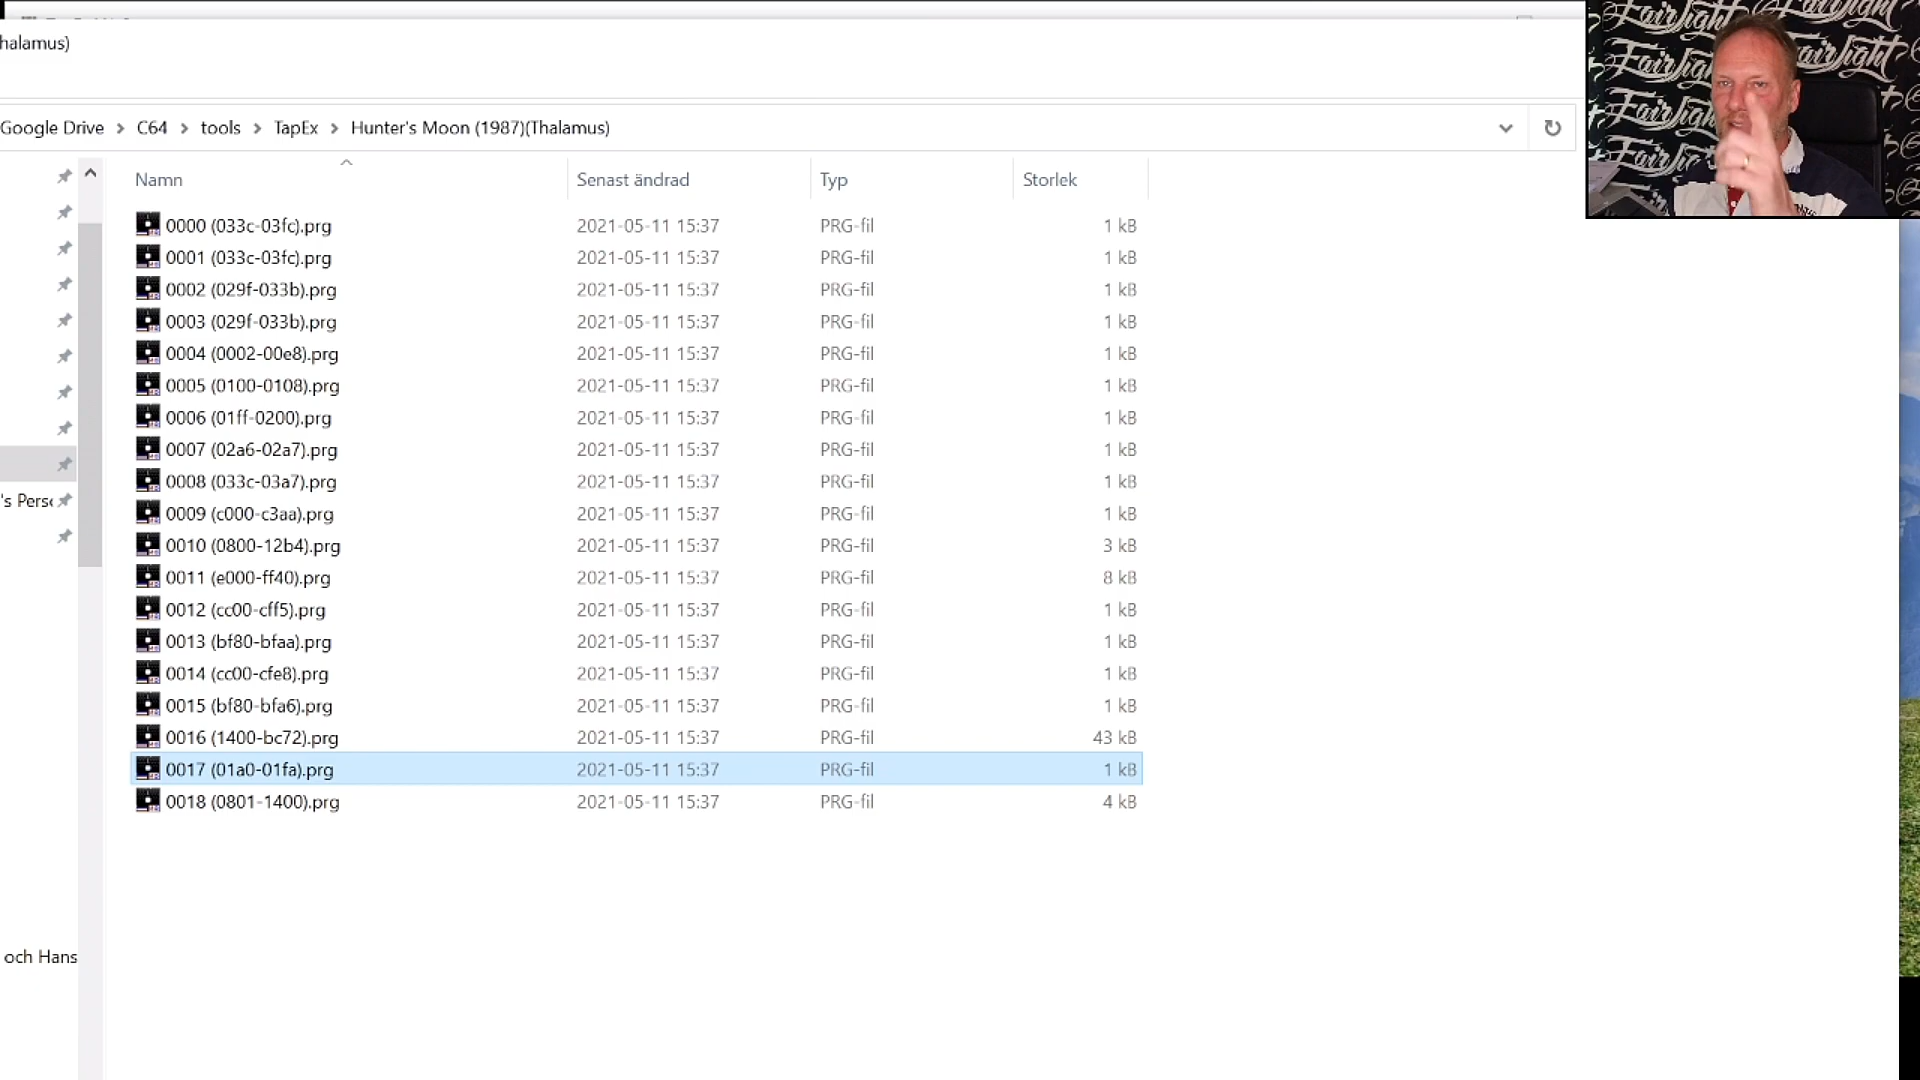 halamus)
Google Drive > C64 > tools > TapEx > Hunter's Moon (1987)(Thalamus)
Namn Senast ändrad Typ Storlek
0000 (033c-03fc).prg 2021-05-11 15:37 PRG-fil 1 kB
0001 (033c-03fc).prg 2021-05-11 15:37 PRG-fil 1 kB
0002 (029f-033b).prg 2021-05-11 15:37 PRG-fil 1 kB
0003 (029f-033b).prg 2021-05-11 15:37 PRG-fil 1 kB
0004 (0002-00e8).prg 2021-05-11 15:37 PRG-fil 1 kB
0005 (0100-0108).prg 2021-05-11 15:37 PRG-fil 1 kB
0006 (01ff-0200).prg 2021-05-11 15:37 PRG-fil 1 kB
0007 (02a6-02a7).prg 2021-05-11 15:37 PRG-fil 1 kB
0008 (033c-03a7).prg 2021-05-11 15:37 PRG-fil 1 kB
's Pers
0009 (c000-c3aa).prg 2021-05-11 15:37 PRG-fil 1 kB
0010 (0800-12b4).prg 2021-05-11 15:37 PRG-fil 3 kB
0011 (e000-ff40).prg 2021-05-11 15:37 PRG-fil 8 kB
0012 (cc00-cff5).prg 2021-05-11 15:37 PRG-fil 1 kB
0013 (bf80-bfaa).prg 2021-05-11 15:37 PRG-fil 1 kB
0014 (cc00-cfe8).prg 2021-05-11 15:37 PRG-fil 1 kB
0015 (bf80-bfa6).prg 2021-05-11 15:37 PRG-fil 1 kB
0016 (1400-bc72).prg 2021-05-11 15:37 PRG-fil 43 kB
0017 (01a0-01fa).prg 2021-05-11 15:37 PRG-fil 1 kB
0018 (0801-1400).prg 2021-05-11 15:37 PRG-fil 4 kB
och Hans
Fairlight Fairlight
Fairlight Fairlight
Fairlight
Fairlight